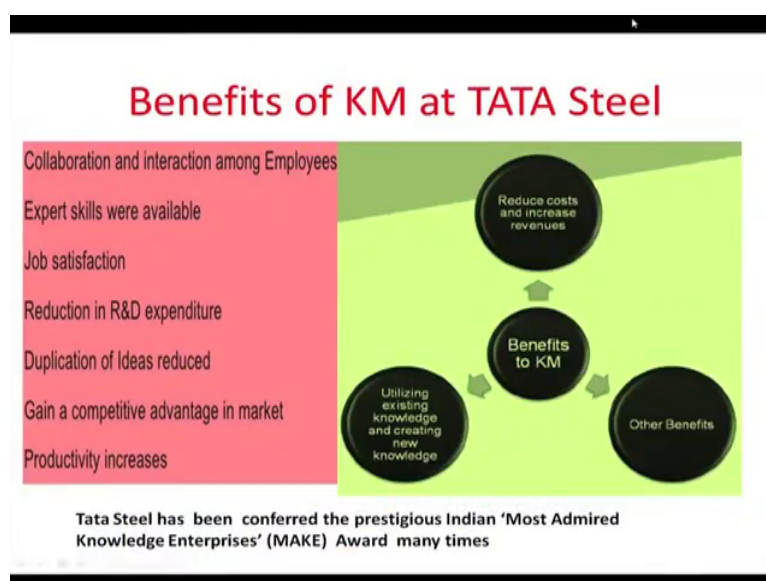 Benefits of KM at TATA Steel
Collaboration and interaction among Employees
Expert skills were available
Job satisfaction
Reduction in R&D expenditure
Duplication of Ideas reduced
Gain a competitive advantage in market
Productivity increases
Reduce costs
and increase
revenues
Benefits
to KM
Utilizing
existing
knowledge
and creating
new
knowledge
Other Benefits
Tata Steel has been conferred the prestigious Indian ‘Most Admired
Knowledge Enterprises’ (MAKE) Award many times